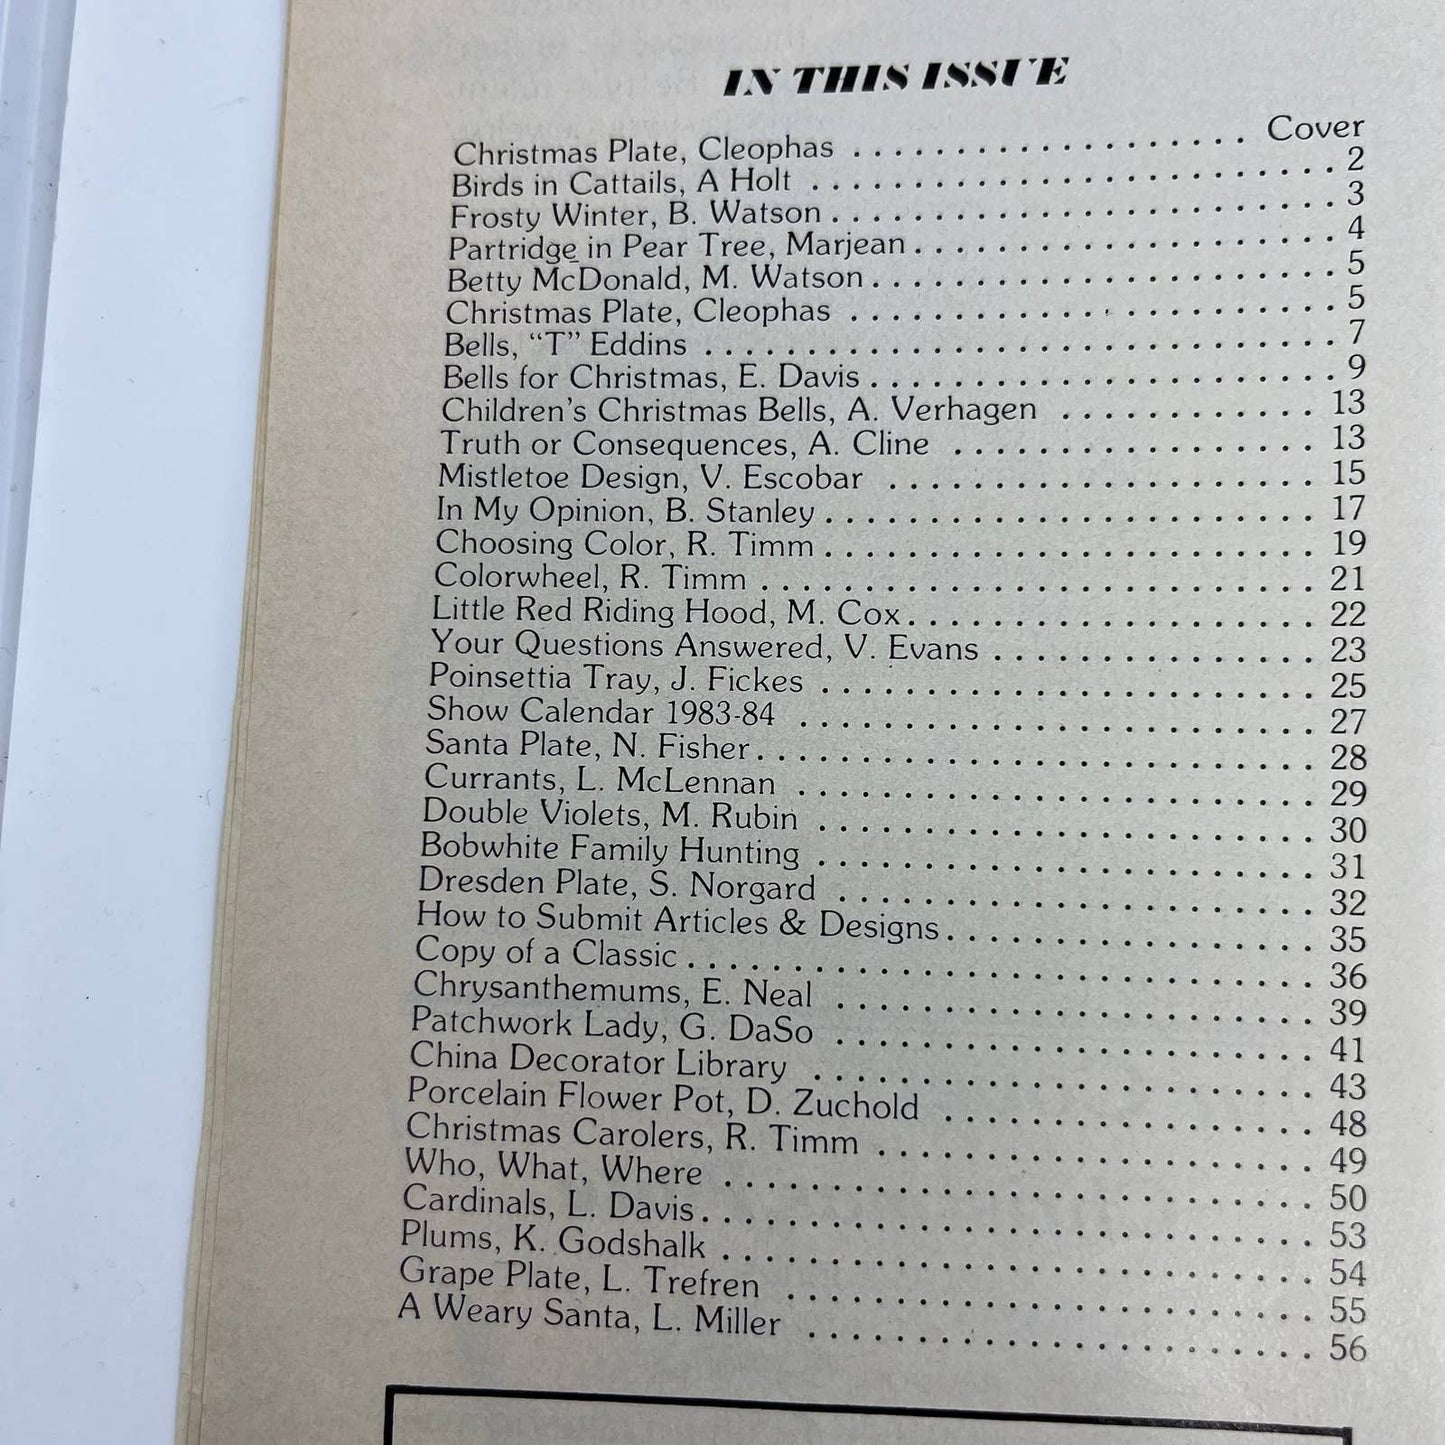 IN THIS ISSUE
Christmas Plate, Cleophas . . . . . . . . . . . . . . . . . . . Cover
Birds in Cattails, A Holt . . . . . . . . . . . . . . . . . . . . . . . . . 2
Frosty Winter, B. Watson . . . . . . . . . . . . . . . . . . . . . . . . 3
Partridge in Pear Tree, Marjean . . . . . . . . . . . . . . . . . . . . 4
Betty McDonald, M. Watson . . . . . . . . . . . . . . . . . . . . . . 5
Christmas Plate, Cleophas . . . . . . . . . . . . . . . . . . . . . . . 5
Bells, “T” Eddins . . . . . . . . . . . . . . . . . . . . . . . . . . . . . . 7
Bells for Christmas, E. Davis . . . . . . . . . . . . . . . . . . . . . . 9
Children’s Christmas Bells, A. Verhagen . . . . . . . . . . . . 13
Truth or Consequences, A. Cline . . . . . . . . . . . . . . . . . 13
Mistletoe Design, V. Escobar . . . . . . . . . . . . . . . . . . . . 15
In My Opinion, B. Stanley . . . . . . . . . . . . . . . . . . . . . . . 17
Choosing Color, R. Timm . . . . . . . . . . . . . . . . . . . . . . . 19
Colorwheel, R. Timm . . . . . . . . . . . . . . . . . . . . . . . . . . 21
Little Red Riding Hood, M. Cox . . . . . . . . . . . . . . . . . . . 22
Your Questions Answered, V. Evans . . . . . . . . . . . . . . . 23
Poinsettia Tray, J. Fickes . . . . . . . . . . . . . . . . . . . . . . . 25
Show Calendar 1983-84 . . . . . . . . . . . . . . . . . . . . . . . . 27
Santa Plate, N. Fisher . . . . . . . . . . . . . . . . . . . . . . . . . . 28
Currants, L. McLennan . . . . . . . . . . . . . . . . . . . . . . . . 29
Double Violets, M. Rubin . . . . . . . . . . . . . . . . . . . . . . . 30
Bobwhite Family Hunting . . . . . . . . . . . . . . . . . . . . . . . 31
Dresden Plate, S. Norgard . . . . . . . . . . . . . . . . . . . . . . 32
How to Submit Articles & Designs . . . . . . . . . . . . . . . . . 35
Copy of a Classic . . . . . . . . . . . . . . . . . . . . . . . . . . . . . 36
Chrysanthemums, E. Neal . . . . . . . . . . . . . . . . . . . . . . 39
Patchwork Lady, G. DaSo . . . . . . . . . . . . . . . . . . . . . . 41
China Decorator Library . . . . . . . . . . . . . . . . . . . . . . . 43
Porcelain Flower Pot, D. Zuchold . . . . . . . . . . . . . . . . . 48
Christmas Carolers, R. Timm . . . . . . . . . . . . . . . . . . . . 49
Who, What, Where . . . . . . . . . . . . . . . . . . . . . . . . . . . 50
Cardinals, L. Davis . . . . . . . . . . . . . . . . . . . . . . . . . . . . 53
Plums, K. Godshalk . . . . . . . . . . . . . . . . . . . . . . . . . . . 54
Grape Plate, L. Trefren . . . . . . . . . . . . . . . . . . . . . . . . 55
A Weary Santa, L. Miller . . . . . . . . . . . . . . . . . . . . . . . 56